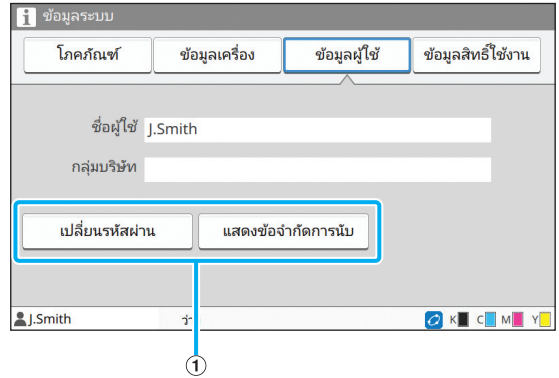 ข้อมูลระบบ
โภคภัณฑ์ ข้อมูลเครื่อง ข้อมูลผู้ใช้ ข้อมูลสิทธิ์ใช้งาน
ชื่อผู้ใช้ J.Smith
กลุ่มบริษัท
เปลี่ยนรหัสผ่าน แสดงข้อจำกัดการนับ
J.Smith K C M Y
1